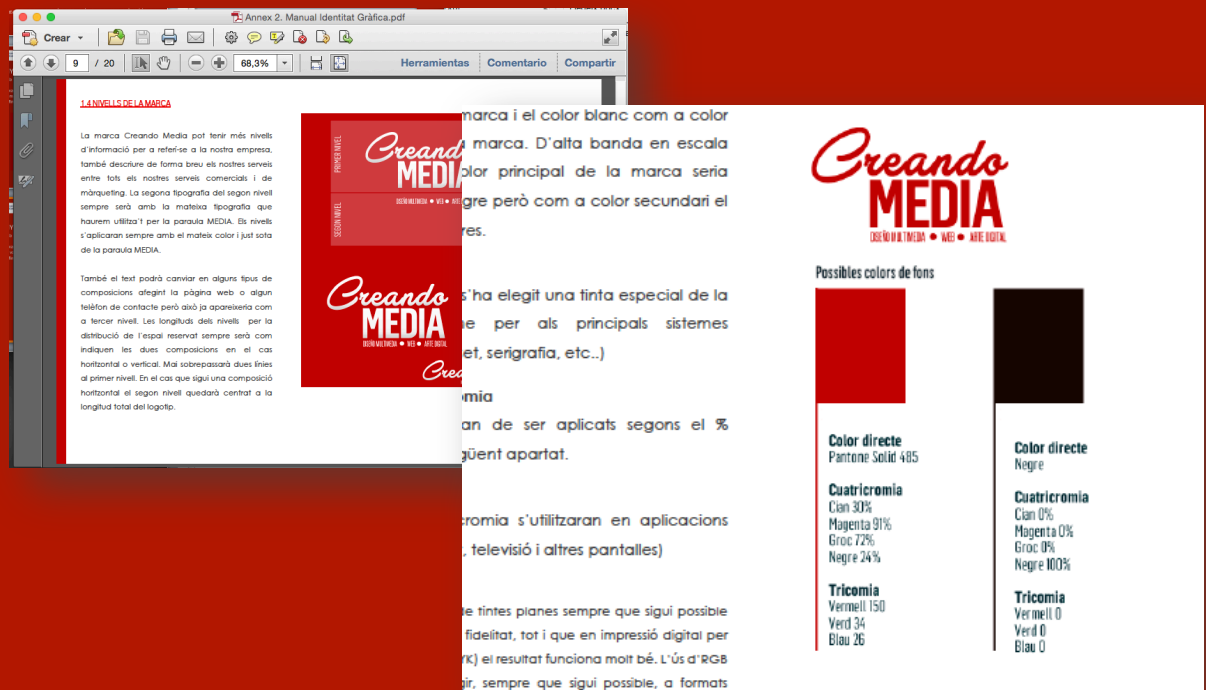 Annex 2. Manual Identitat Gràfica.pdf
Crear
9 / 20
68,3%
Herramientas
Comentario
Compartir
1.4 NIVELLS DE LA MARCA
La marca Creando Media pot tenir més nivells
d'informació per a referir-se a la nostra empresa,
també descriure de forma breu els nostres serveis
entre tots els nostres serveis comercials i de
màrqueting. La segona tipografia del segon nivell
sempre serà amb la mateixa tipografia que
haurem utilitza't per la paraula MEDIA. Els nivells
s'aplicaran sempre amb el mateix color i just sota
de la paraula MEDIA.
També el text podrà canviar en alguns tipus de
composicions afegint la pàgina web o algun
telèfon de contacte però això ja apareixeria com
a tercer nivell. Les longituds dels nivells per la
distribució de l'espai reservat sempre serà com
indiquen les dues composicions en el cas
horitzontal o vertical. Mai sobrepassarà dues línies
al primer nivell. En el cas que sigui una composició
horitzontal el segon nivell quedarà centrat a la
longitud total del logotip.
PRIMER NIVEL
Creand
MEDI
DISEÑO MULTIMEDIA ● WEB ● ARTE
SEGON NIVEL
Creando
MEDIA
DISEÑO MULTIMEDIA ● WEB ● ARTE DIGITAL
Crea
marca i el color blanc com a color
marca. D'alta banda en escala
olor principal de la marca seria
gre però com a color secundari el
res.
s'ha elegit una tinta especial de la
ne per als principals sistemes
et, serigrafia, etc..)
omia
an de ser aplicats segons el %
güent apartat.
cromia s'utilitzaran en aplicacions
, televisió i altres pantalles)
de tintes planes sempre que sigui possible
fidelitat, tot i que en impressió digital per
YK) el resultat funciona molt bé. L'ús d'RGB
gir, sempre que sigui possible, a formats
Creando
MEDIA
DISEÑO MULTIMEDIA ● WEB ● ARTE DIGITAL
Possibles colors de fons
Color directe
Pantone Solid 485
Cuatricromia
Cian 30%
Magenta 91%
Groc 72%
Negre 24%
Tricomia
Vermell 150
Verd 34
Blau 26
Color directe
Negre
Cuatricromia
Cian 0%
Magenta 0%
Groc 0%
Negre 100%
Tricomia
Vermell 0
Verd 0
Blau 0